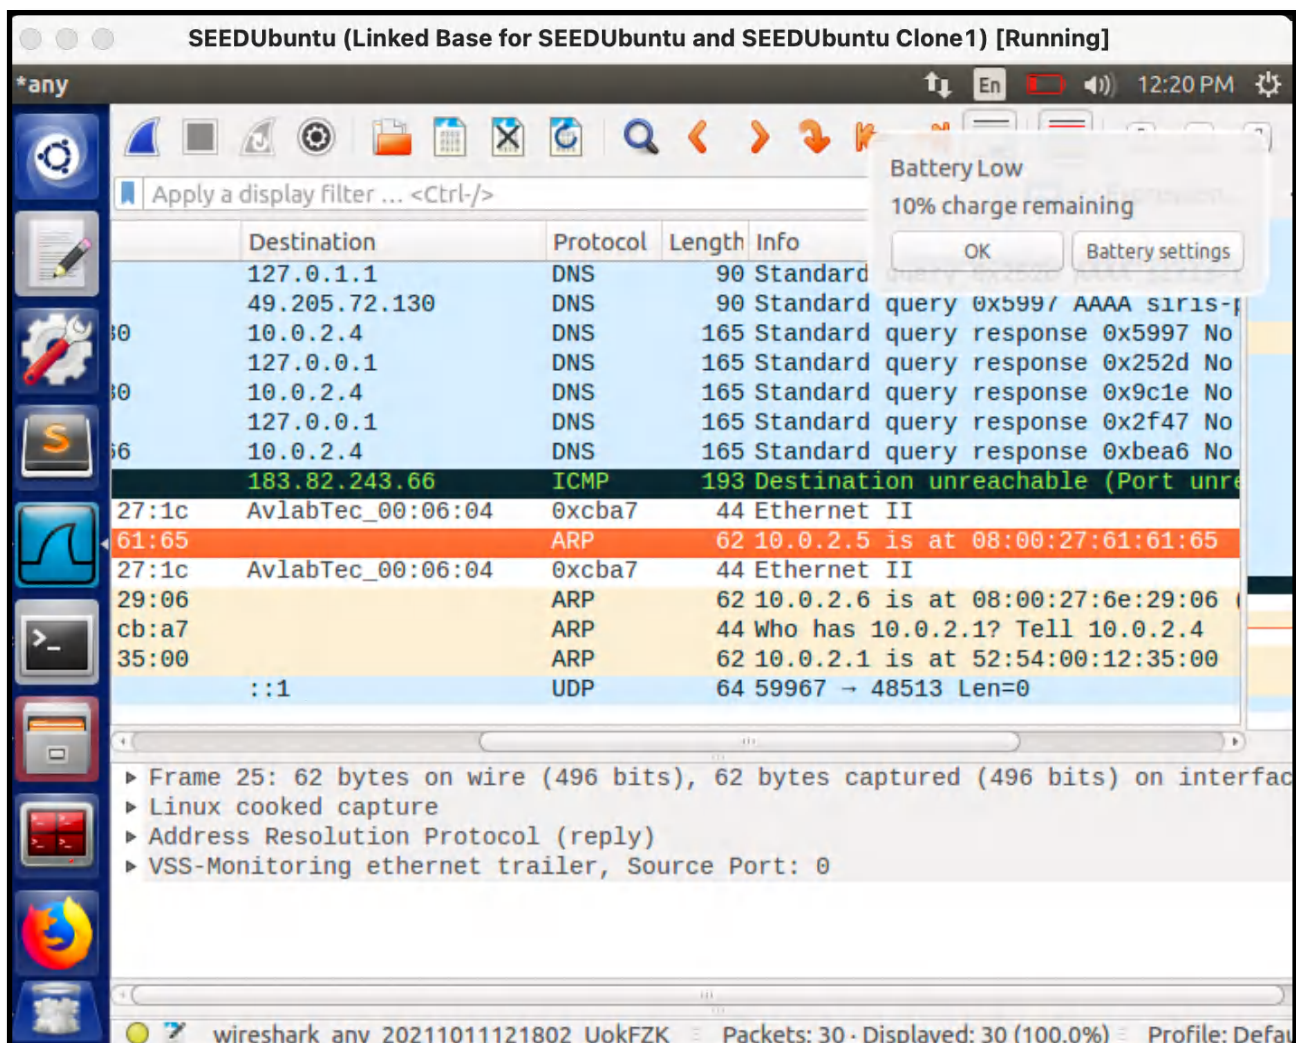 SEEDUbuntu (Linked Base for SEEDUbuntu and SEEDUbuntu Clone1) [Running]
*any En 12:20 PM
Apply a display filter ... <Ctrl-/>
Battery Low
10% charge remaining
OK Battery settings
Destination Protocol Length Info
127.0.1.1 DNS 90 Standard query
49.205.72.130 DNS 90 Standard query 0x5997 AAAA siris-p
30 10.0.2.4 DNS 165 Standard query response 0x5997 No
127.0.0.1 DNS 165 Standard query response 0x252d No
30 10.0.2.4 DNS 165 Standard query response 0x9c1e No
127.0.0.1 DNS 165 Standard query response 0x2f47 No
66 10.0.2.4 DNS 165 Standard query response 0xbea6 No
183.82.243.66 ICMP 193 Destination unreachable (Port unre
27:1c AvlabTec_00:06:04 0xcba7 44 Ethernet II
61:65 ARP 62 10.0.2.5 is at 08:00:27:61:61:65
27:1c AvlabTec_00:06:04 0xcba7 44 Ethernet II
29:06 ARP 62 10.0.2.6 is at 08:00:27:6e:29:06 (
cb:a7 ARP 44 Who has 10.0.2.1? Tell 10.0.2.4
35:00 ARP 62 10.0.2.1 is at 52:54:00:12:35:00
::1 UDP 64 59967 → 48513 Len=0
Frame 25: 62 bytes on wire (496 bits), 62 bytes captured (496 bits) on interfac
Linux cooked capture
Address Resolution Protocol (reply)
VSS-Monitoring ethernet trailer, Source Port: 0
wireshark_any_20211011121802_UokFZK Packets: 30 · Displayed: 30 (100.0%) Profile: Defau